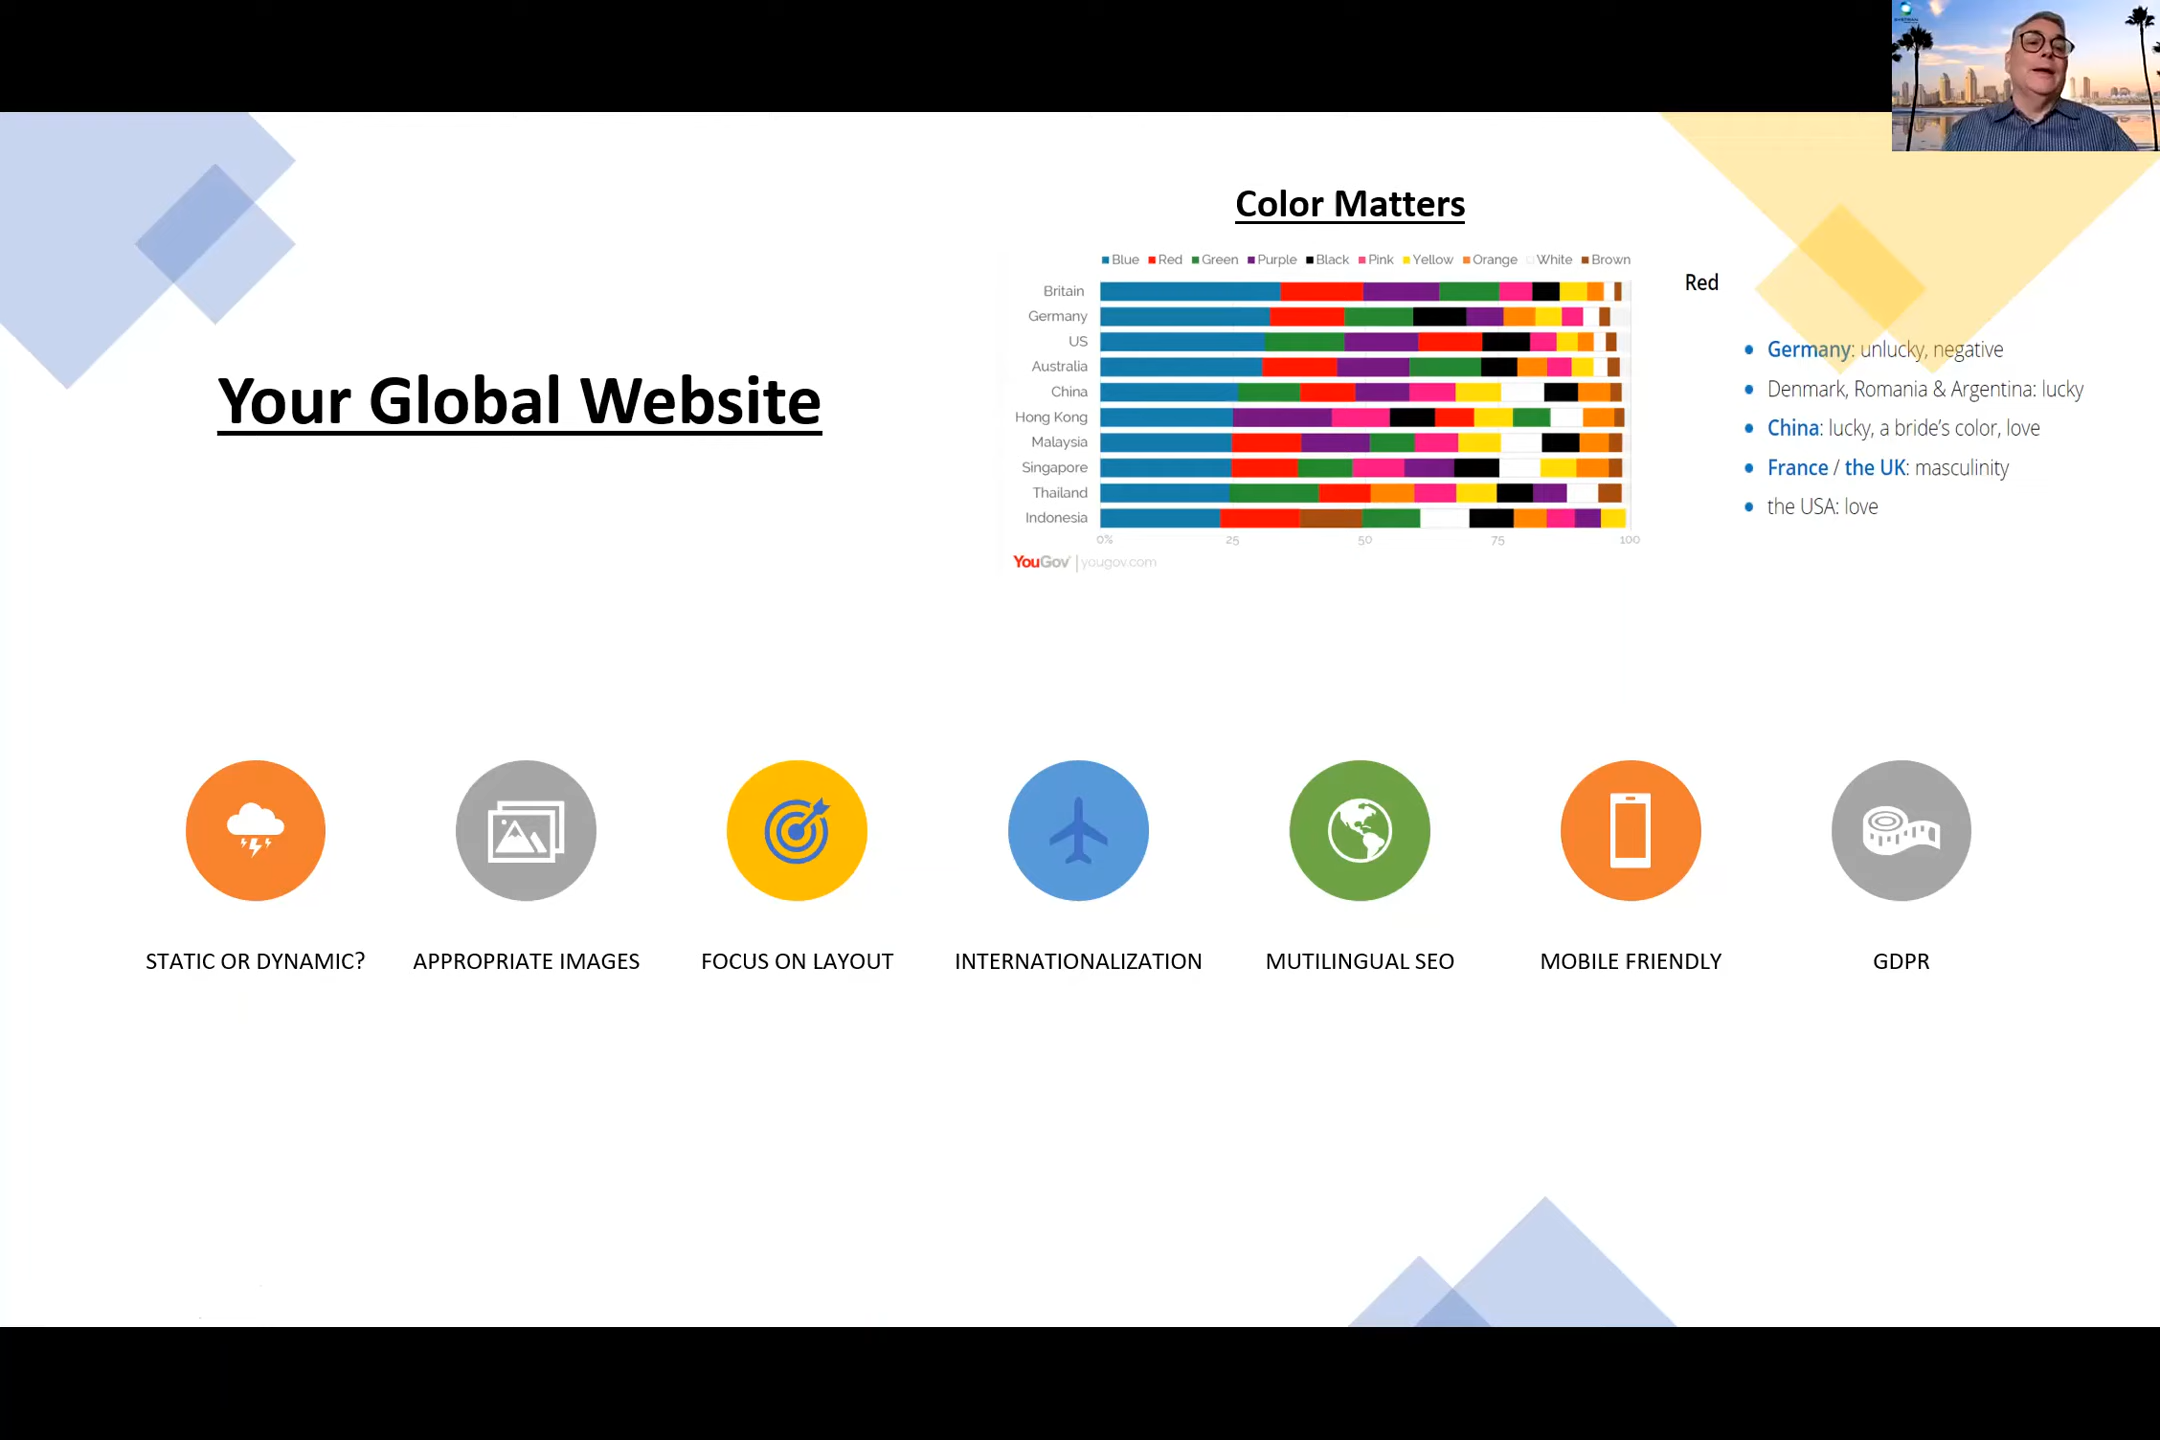 Color Matters
Blue Red Green Purple Black Pink Yellow Orange White Brown
Britain
Germany
US
Australia
China
Hong Kong
Malaysia
Singapore
Thailand
Indonesia
0% 25 50 75 100
YouGov | yougov.com
Red
Germany: unlucky, negative
Denmark, Romania & Argentina: lucky
China: lucky, a bride's color, love
France / the UK: masculinity
the USA: love
Your Global Website
STATIC OR DYNAMIC?
APPROPRIATE IMAGES
FOCUS ON LAYOUT
INTERNATIONALIZATION
MUTILINGUAL SEO
MOBILE FRIENDLY
GDPR